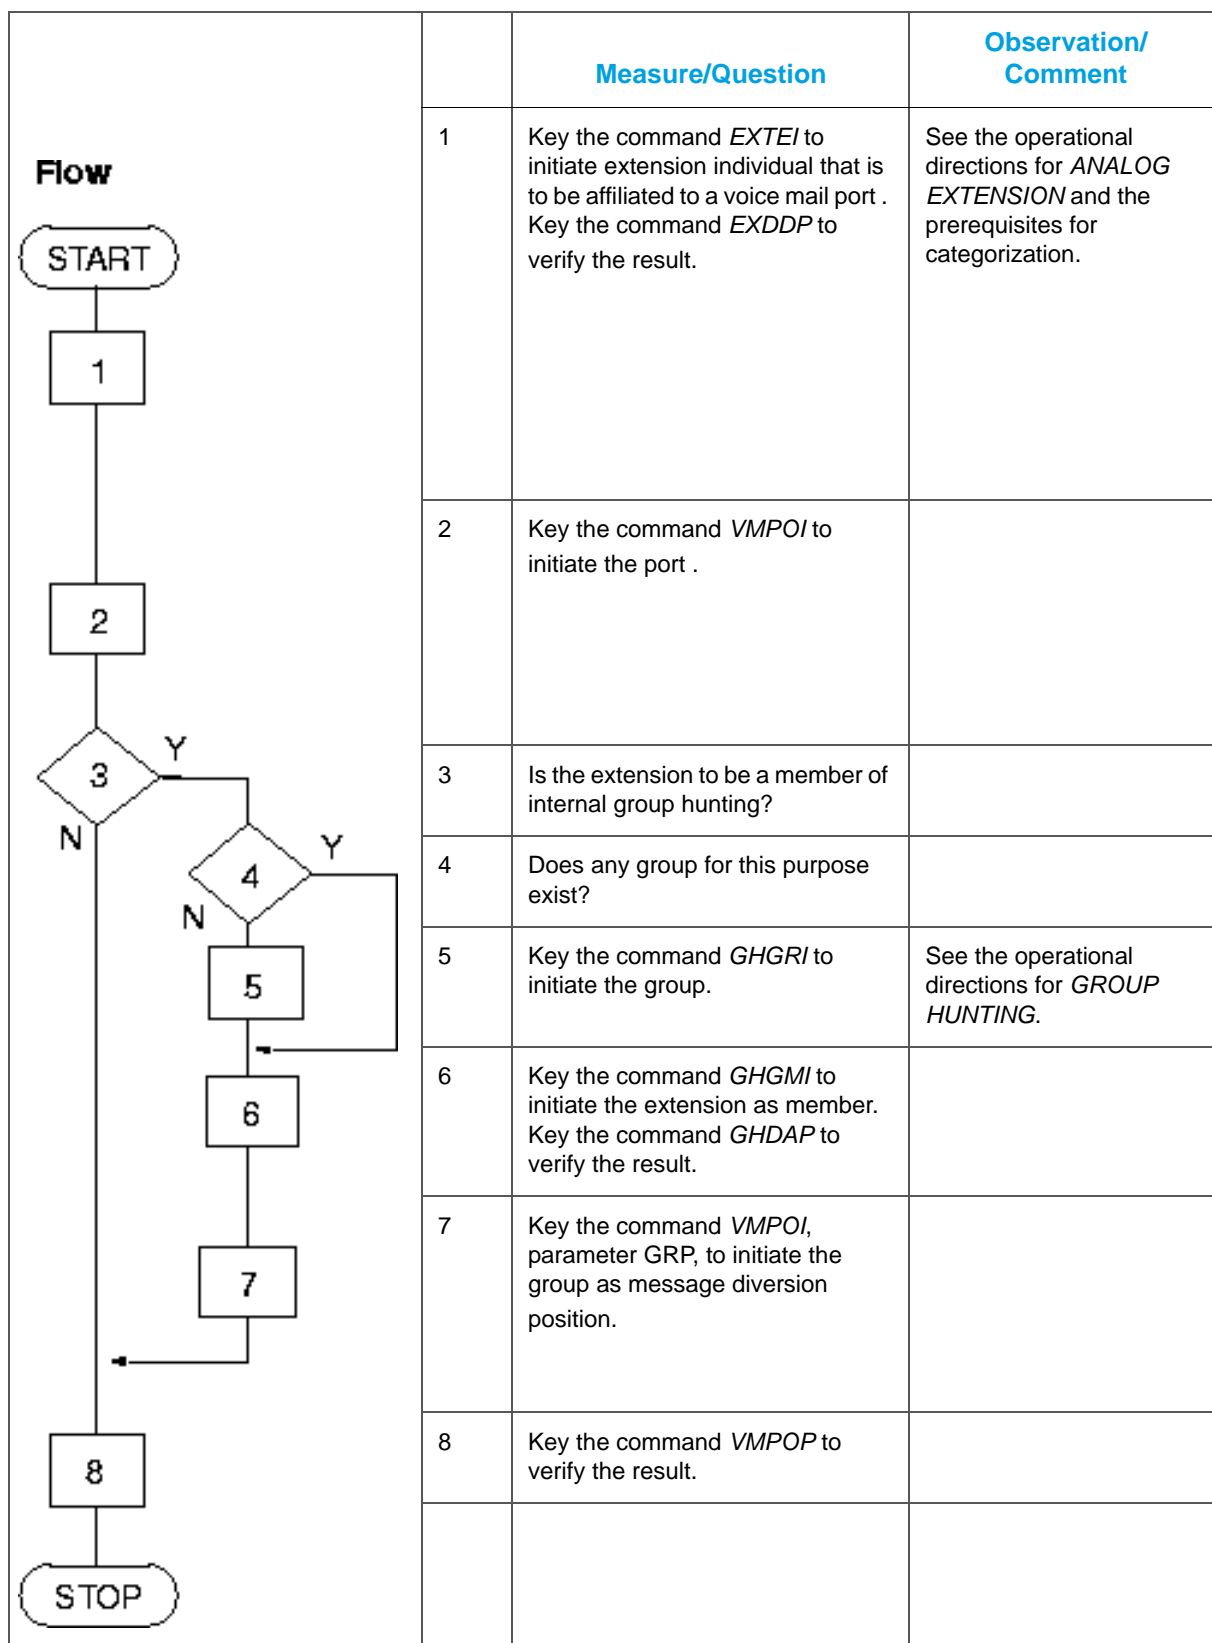 Flow
START
1
2
3
Y
N
4
Y
N
5
6
7
8
STOP
Measure/Question
Observation/
Comment
1
Key the command EXTEI to
initiate extension individual that is
to be affiliated to a voice mail port .
Key the command EXDDP to
verify the result.
See the operational
directions for ANALOG
EXTENSION and the
prerequisites for
categorization.
2
Key the command VMPOI to
initiate the port .
3
Is the extension to be a member of
internal group hunting?
4
Does any group for this purpose
exist?
5
Key the command GHGRI to
initiate the group.
See the operational
directions for GROUP
HUNTING.
6
Key the command GHGMI to
initiate the extension as member.
Key the command GHDAP to
verify the result.
7
Key the command VMPOI,
parameter GRP, to initiate the
group as message diversion
position.
8
Key the command VMPOP to
verify the result.